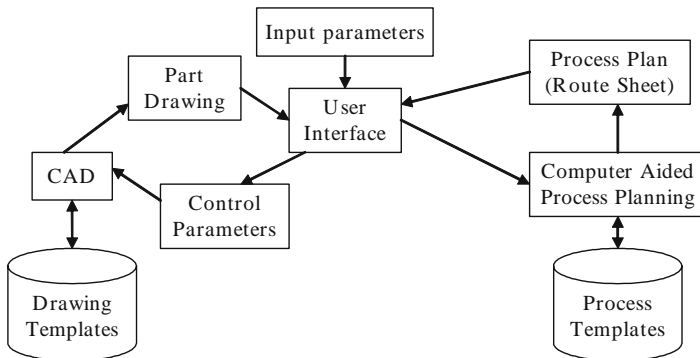 Input parameters
Part
Drawing
Process Plan
(Route Sheet)
User
Interface
CAD
Control
Parameters
Computer Aided
Process Planning
Drawing
Templates
Process
Templates